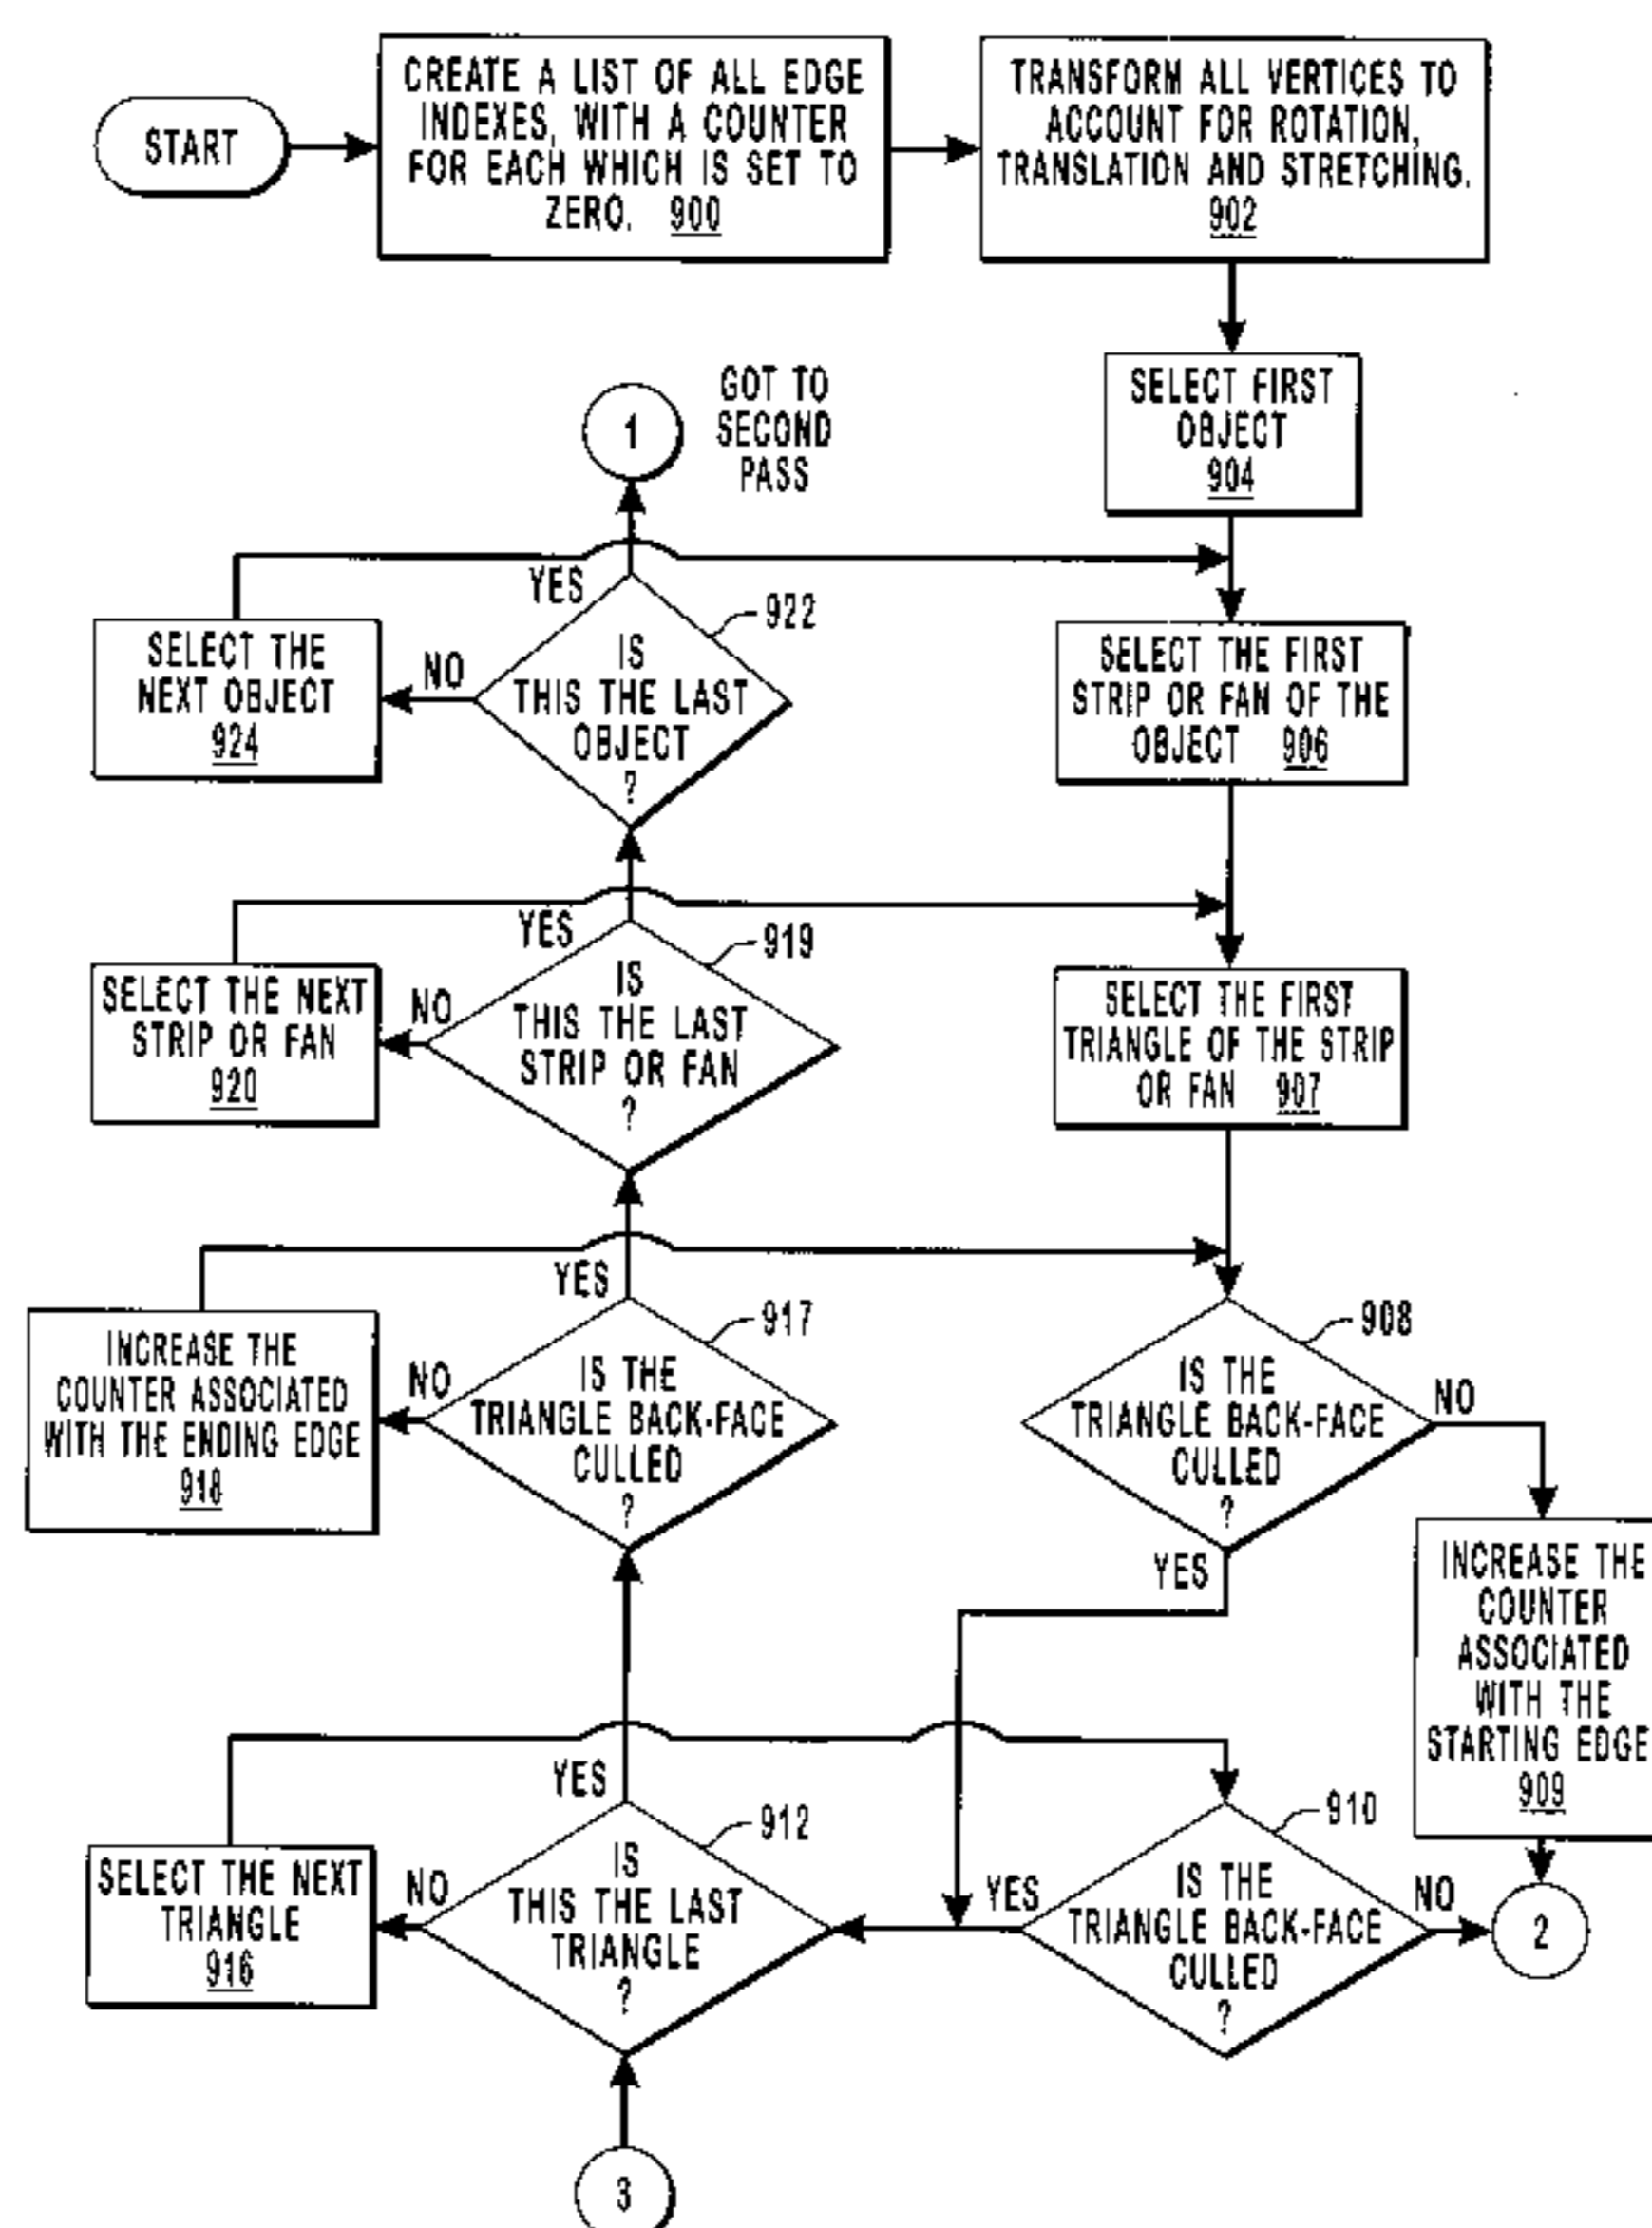 START
CREATE A LIST OF ALL EDGE
INDEXES, WITH A COUNTER
FOR EACH WHICH IS SET TO
ZERO. 900
TRANSFORM ALL VERTICES TO
ACCOUNT FOR ROTATION,
TRANSLATION AND STRETCHING.
902
SELECT FIRST
OBJECT
904
1
GOT TO
SECOND
PASS
YES
922
SELECT THE
NEXT OBJECT
924
NO
IS
THIS THE LAST
OBJECT
?
SELECT THE FIRST
STRIP OR FAN OF THE
OBJECT 906
YES
919
SELECT THE NEXT
STRIP OR FAN
920
NO
IS
THIS THE LAST
STRIP OR FAN
?
SELECT THE FIRST
TRIANGLE OF THE STRIP
OR FAN 907
YES
917
INCREASE THE
COUNTER ASSOCIATED
WITH THE ENDING EDGE
918
NO
IS THE
TRIANGLE BACK-FACE
CULLED
?
908
IS THE
TRIANGLE BACK-FACE
CULLED
?
NO
YES
INCREASE THE
COUNTER
ASSOCIATED
WITH THE
STARTING EDGE
909
YES
912
SELECT THE NEXT
TRIANGLE
916
NO
IS
THIS THE LAST
TRIANGLE
?
YES
910
IS THE
TRIANGLE BACK-FACE
CULLED
?
NO
2
3